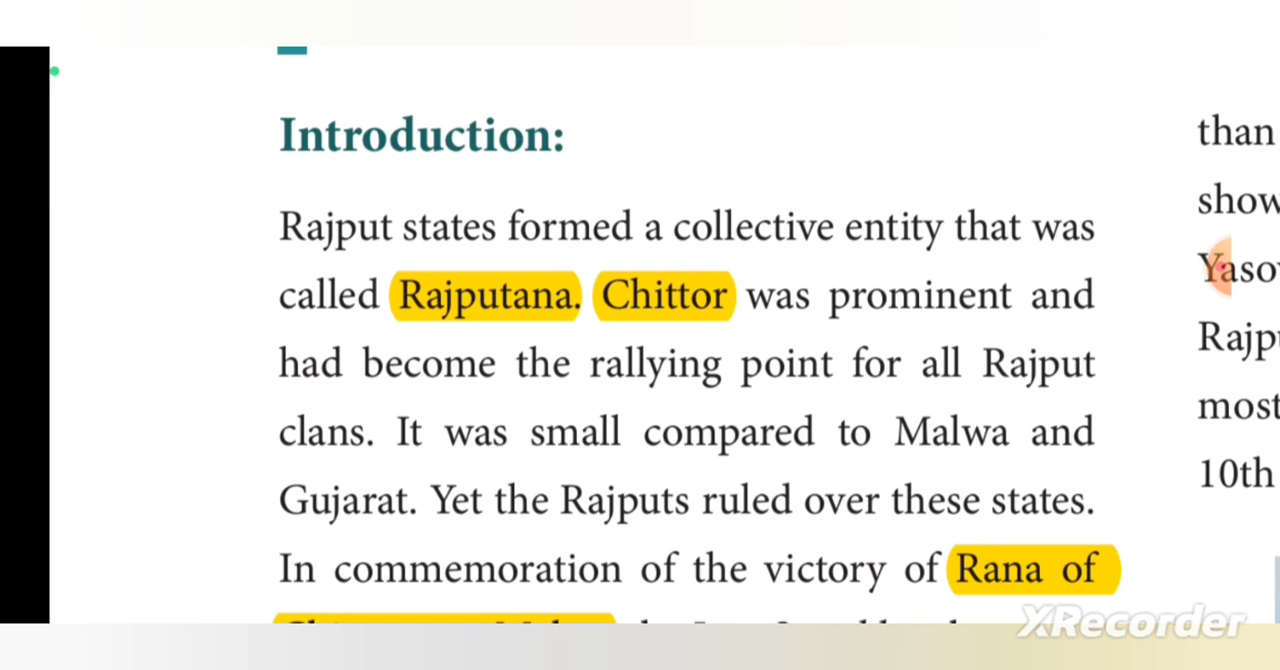 Introduction:
Rajput states formed a collective entity that was
called Rajputana. Chittor was prominent and
had become the rallying point for all Rajput
clans. It was small compared to Malwa and
Gujarat. Yet the Rajputs ruled over these states.
In commemoration of the victory of Rana of
than
show
Yaso
Rajpu
most
10th
XRecorder